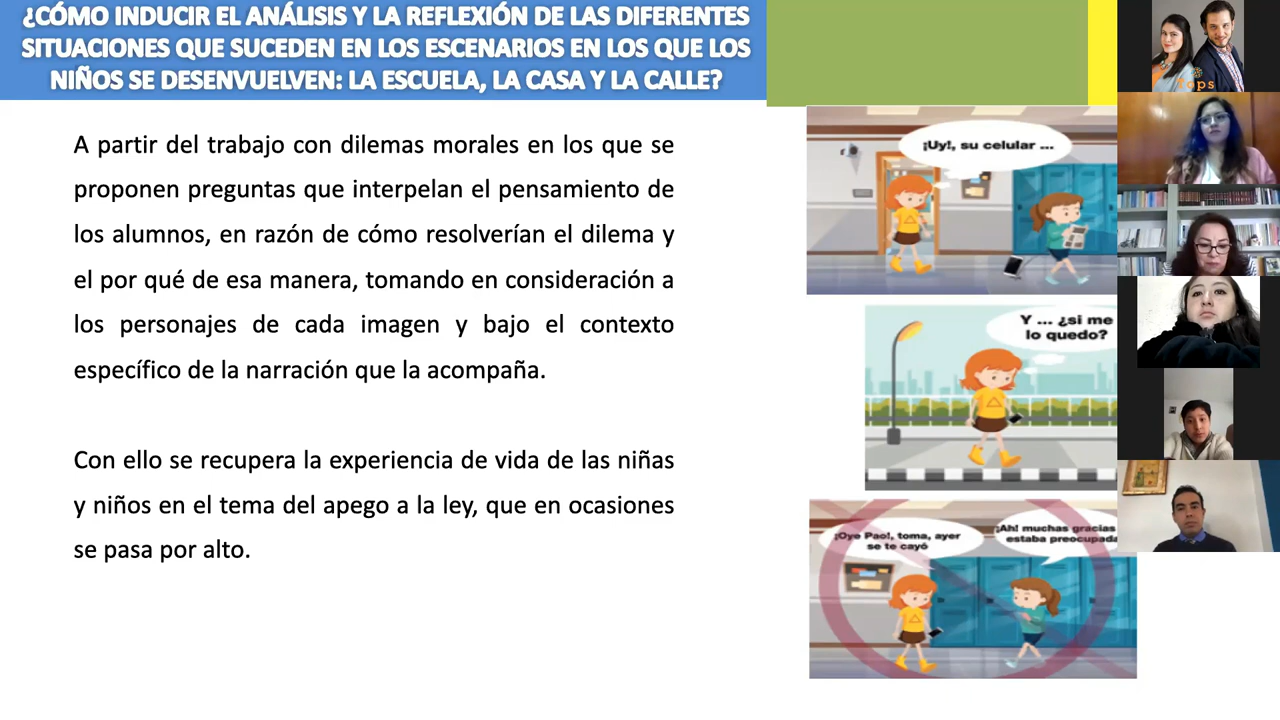 ¿CÓMO INDUCIR EL ANÁLISIS Y LA REFLEXIÓN DE LAS DIFERENTES
SITUACIONES QUE SUCEDEN EN LOS ESCENARIOS EN LOS QUE LOS
NIÑOS SE DESENVUELVEN: LA ESCUELA, LA CASA Y LA CALLE?
A partir del trabajo con dilemas morales en los que se
proponen preguntas que interpelan el pensamiento de
los alumnos, en razón de cómo resolverían el dilema y
el por qué de esa manera, tomando en consideración a
los personajes de cada imagen y bajo el contexto
específico de la narración que la acompaña.
Con ello se recupera la experiencia de vida de las niñas
y niños en el tema del apego a la ley, que en ocasiones
se pasa por alto.
¡Uy!, su celular ...
Y ... ¿si me
lo quedo?
¡Oye Pao!, toma, ayer
se te cayó
¡Ah! muchas gracias
estaba preocupada